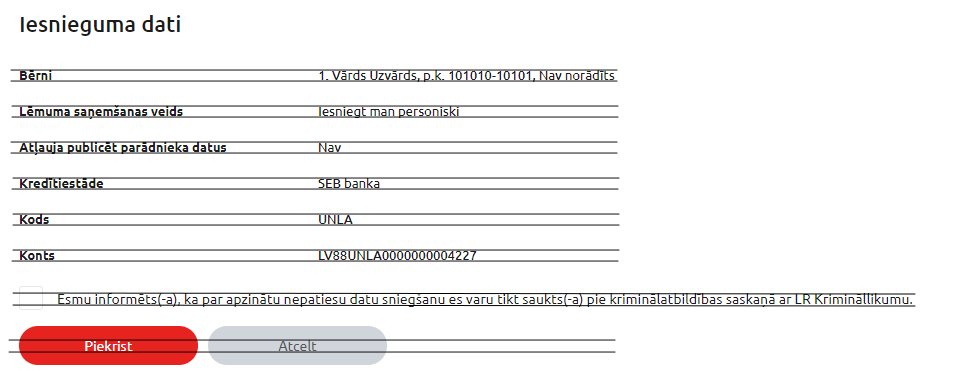 Iesnieguma dati
Bērni 1. Vārds Uzvārds, p.k. 101010-10101, Nav norādīts
Lēmuma saņemšanas veids Iesniegt man personiski
Atļauja publicēt parādnieka datus Nav
Kredītiestāde SEB banka
Kods UNLA
Konts LV88UNLA0000000004227
Esmu informēts(-a), ka par apzinātu nepatiesu datu sniegšanu es varu tikt saukts(-a) pie kriminālatbildības saskaņā ar LR Krimināllikumu.
Piekrist Atcelt